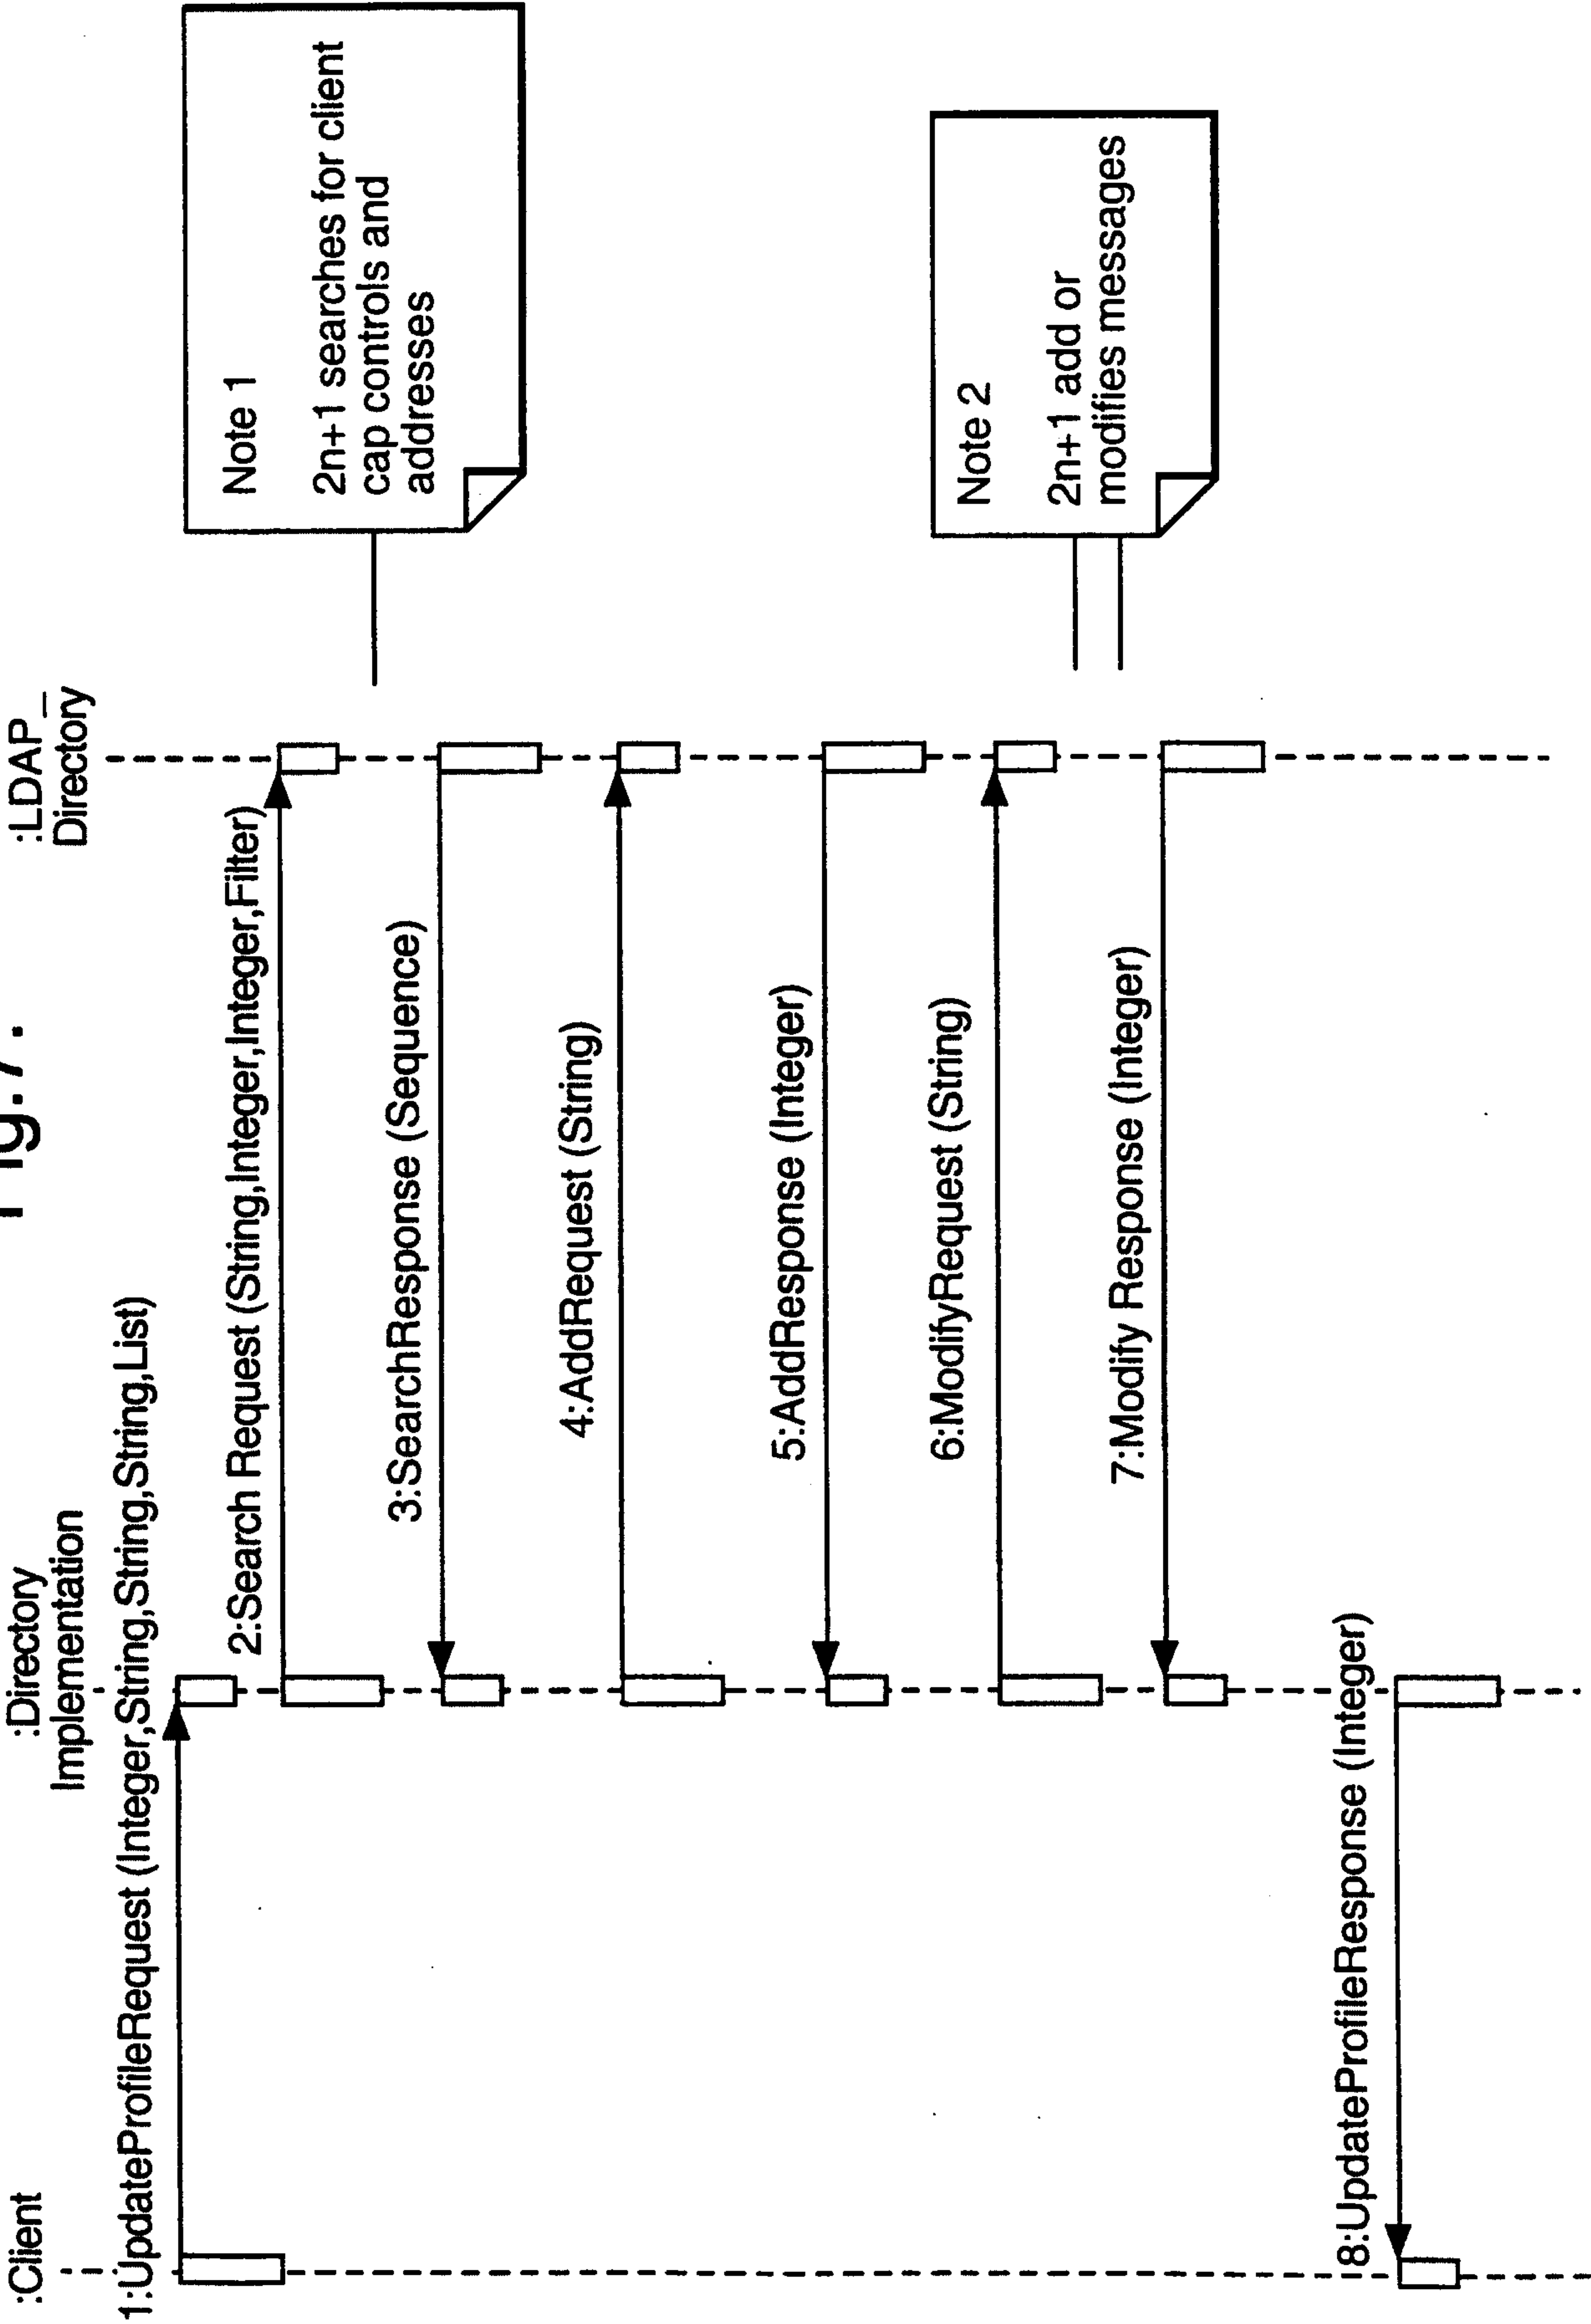 Fig.7.
:Client
:Directory
Implementation
:LDAP_
Directory
1:UpdateProfileRequest (Integer,String,String,String,List)
2:Search Request (String,Integer,Integer,Integer,Filter)
3:SearchResponse (Sequence)
4:AddRequest (String)
5:AddResponse (Integer)
6:ModifyRequest (String)
7:Modify Response (Integer)
8:UpdateProfileResponse (Integer)
Note 1
2n+1 searches for client
cap controls and
addresses
Note 2
2n+1 add or
modifies messages